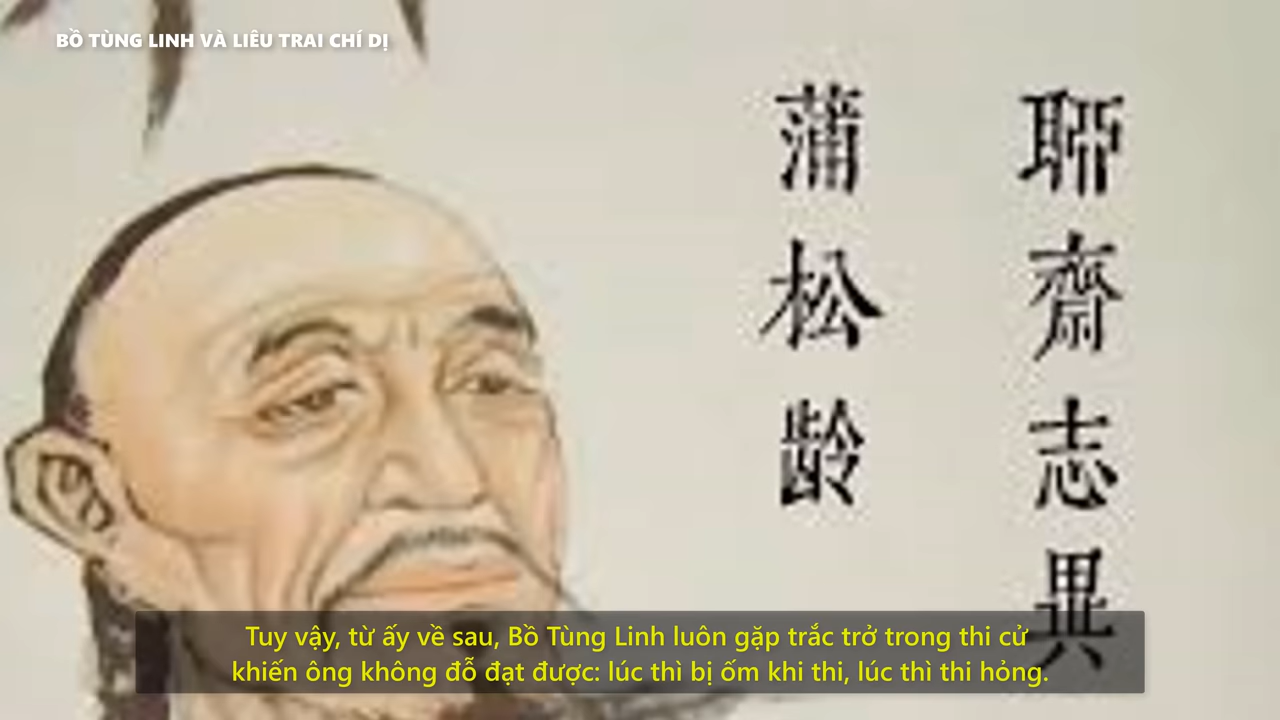 BỒ TÙNG LINH VÀ LIÊU TRAI CHÍ DỊ
聊齋志異
蒲松龄
Tuy vậy, từ ấy về sau, Bồ Tùng Linh luôn gặp trắc trở trong thi cử
khiến ông không đỗ đạt được: lúc thì bị ốm khi thi, lúc thì thi hỏng.